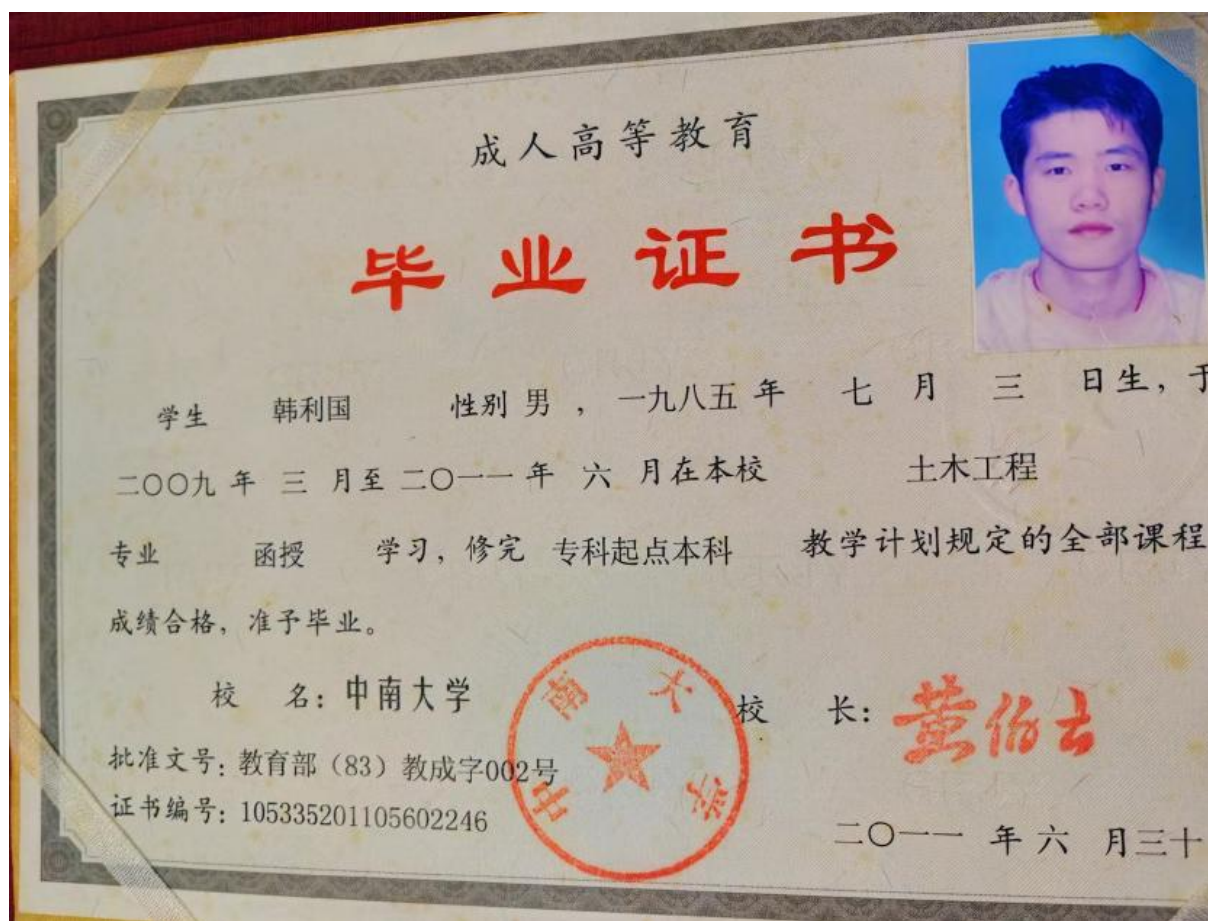 成人高等教育
毕业证书
学生 韩利国 性别 男 ， 一九八五 年 七 月 三 日生，于
二〇〇九 年 三 月至 二〇一一 年 六 月在本校 土木工程
专业 函授 学习，修完 专科起点本科 教学计划规定的全部课程
成绩合格，准予毕业。
校 名：中南大学 校 长：黄伯云
中南大学
批准文号：教育部（83）教成字002号
证书编号：105335201105602246
二〇一一 年 六 月三十